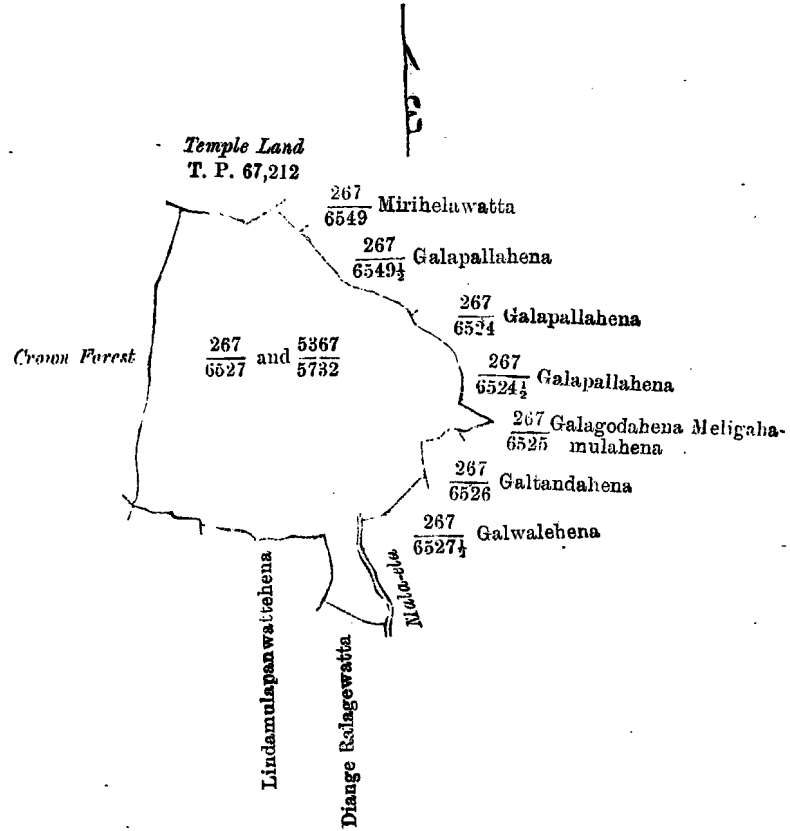 Temple Land
T. P. 67,212
267/6549 Mirihelawatta
267/6549½ Galapallahena
267/6524 Galapallahena
Crown Forest
267/6527 and 5367/5732
267/6524½ Galapallahena
267/6525 Galagodahena Meligaha-
mulahena
267/6526 Galtandahena
267/6527½ Galwalehena
Mala-ela
Lindamulapanwattehena
Diange Ralagewatta